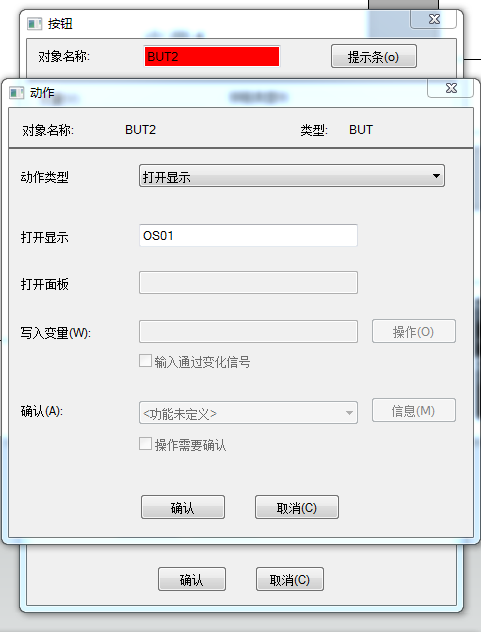 按钮
对象名称: BUT2 提示条(o)
动作
对象名称: BUT2 类型: BUT
动作类型 打开显示
打开显示 OS01
打开面板
写入变量(W): 操作(O)
输入通过变化信号
确认(A): <功能未定义> 信息(M)
操作需要确认
确认 取消(C)
确认 取消(C)